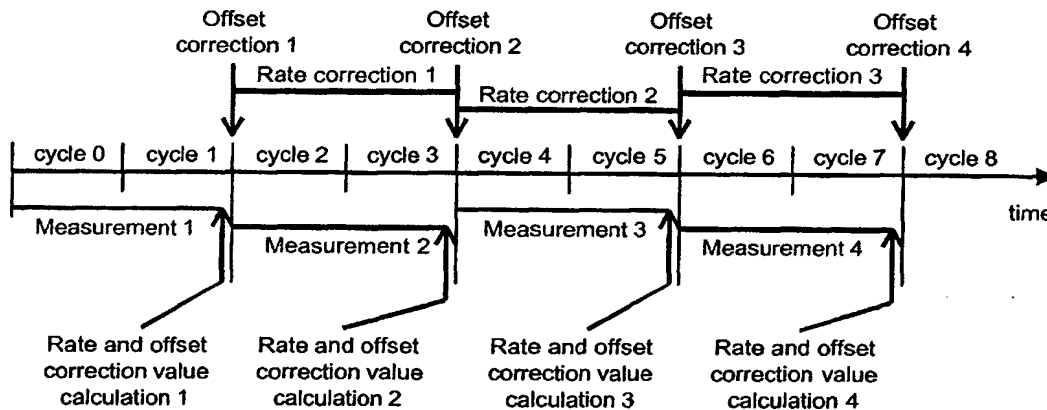 Offset correction 1
Offset correction 2
Offset correction 3
Offset correction 4
Rate correction 1
Rate correction 2
Rate correction 3
cycle 0
cycle 1
cycle 2
cycle 3
cycle 4
cycle 5
cycle 6
cycle 7
cycle 8
time
Measurement 1
Measurement 2
Measurement 3
Measurement 4
Rate and offset
correction value
calculation 1
Rate and offset
correction value
calculation 2
Rate and offset
correction value
calculation 3
Rate and offset
correction value
calculation 4